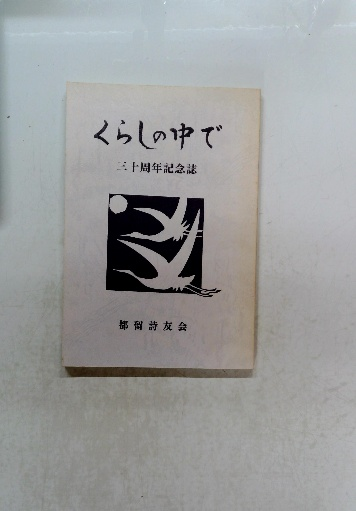 くらしの中で
三十周年記念誌
都留詩友会